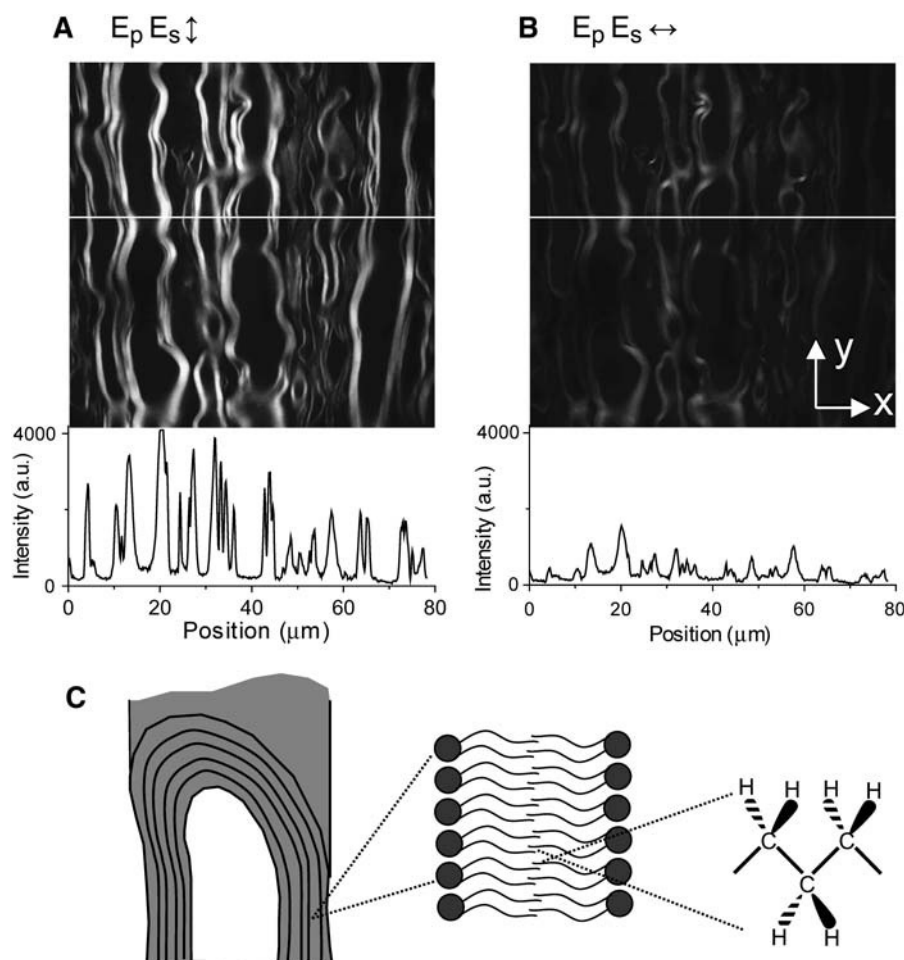 A E_p E_s ↕
B E_p E_s ↔
y
x
4000
Intensity (a.u.)
0
0 20 40 60 80
Position (μm)
4000
Intensity (a.u.)
0
0 20 40 60 80
Position (μm)
C
H H H H
C C
C
H H